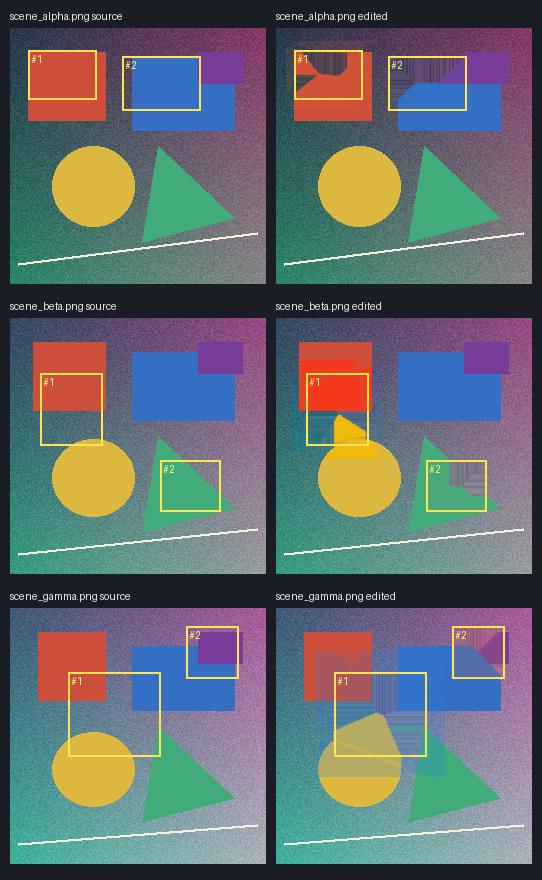 scene_alpha.png source
scene_alpha.png edited
#1
#2
#1
#2
scene_beta.png source
scene_beta.png edited
#1
#2
#1
#2
scene_gamma.png source
scene_gamma.png edited
#2
#1
#2
#1